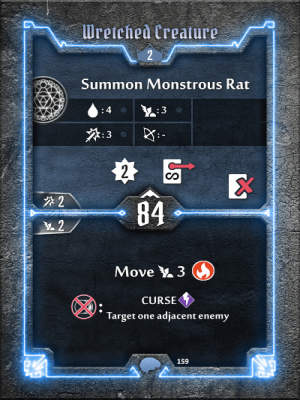 Wretched Creature
2
Summon Monstrous Rat
: 4
: 3
: 3
: -
2
84
2
2
Move 3
:
CURSE
Target one adjacent enemy
159